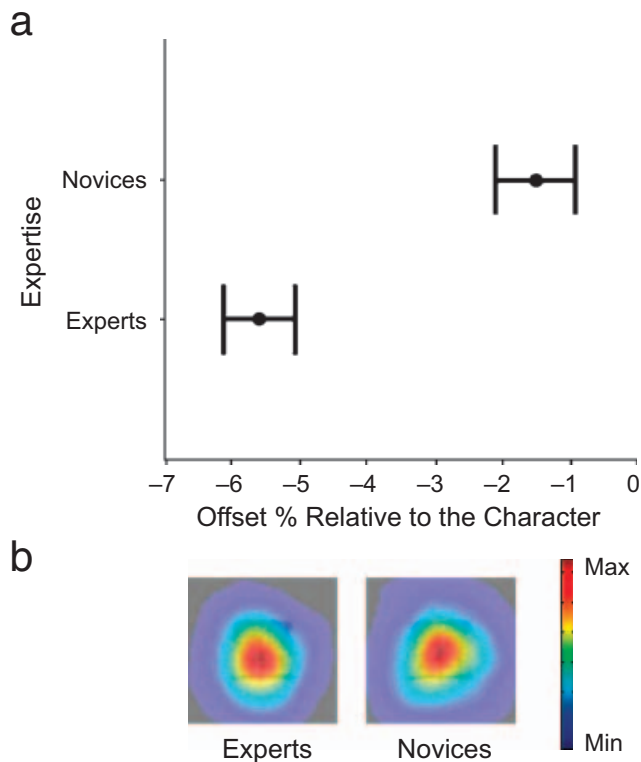 a
Expertise
Novices
Experts
–7 –6 –5 –4 –3 –2 –1 0
Offset % Relative to the Character
b
Max
Min
Experts Novices